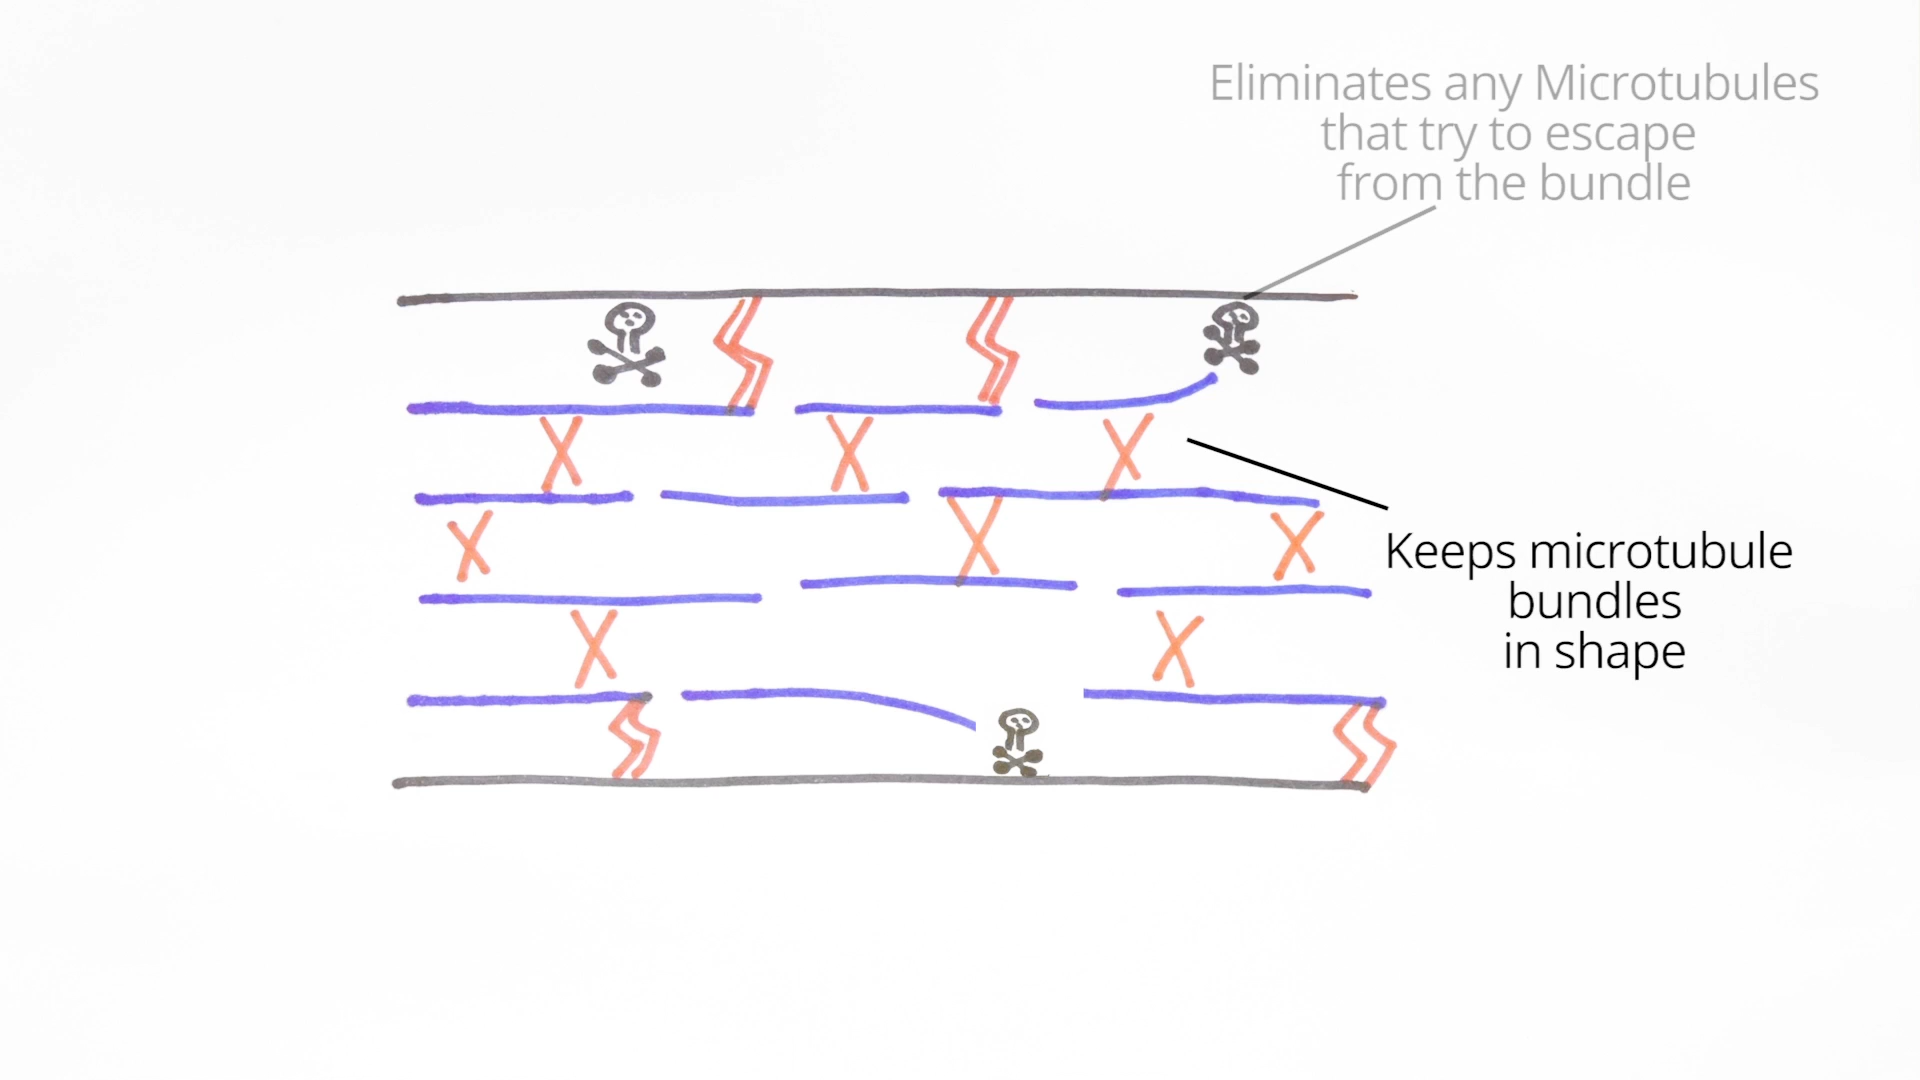 Eliminates any Microtubules
that try to escape
from the bundle
Keeps microtubule
bundles
in shape